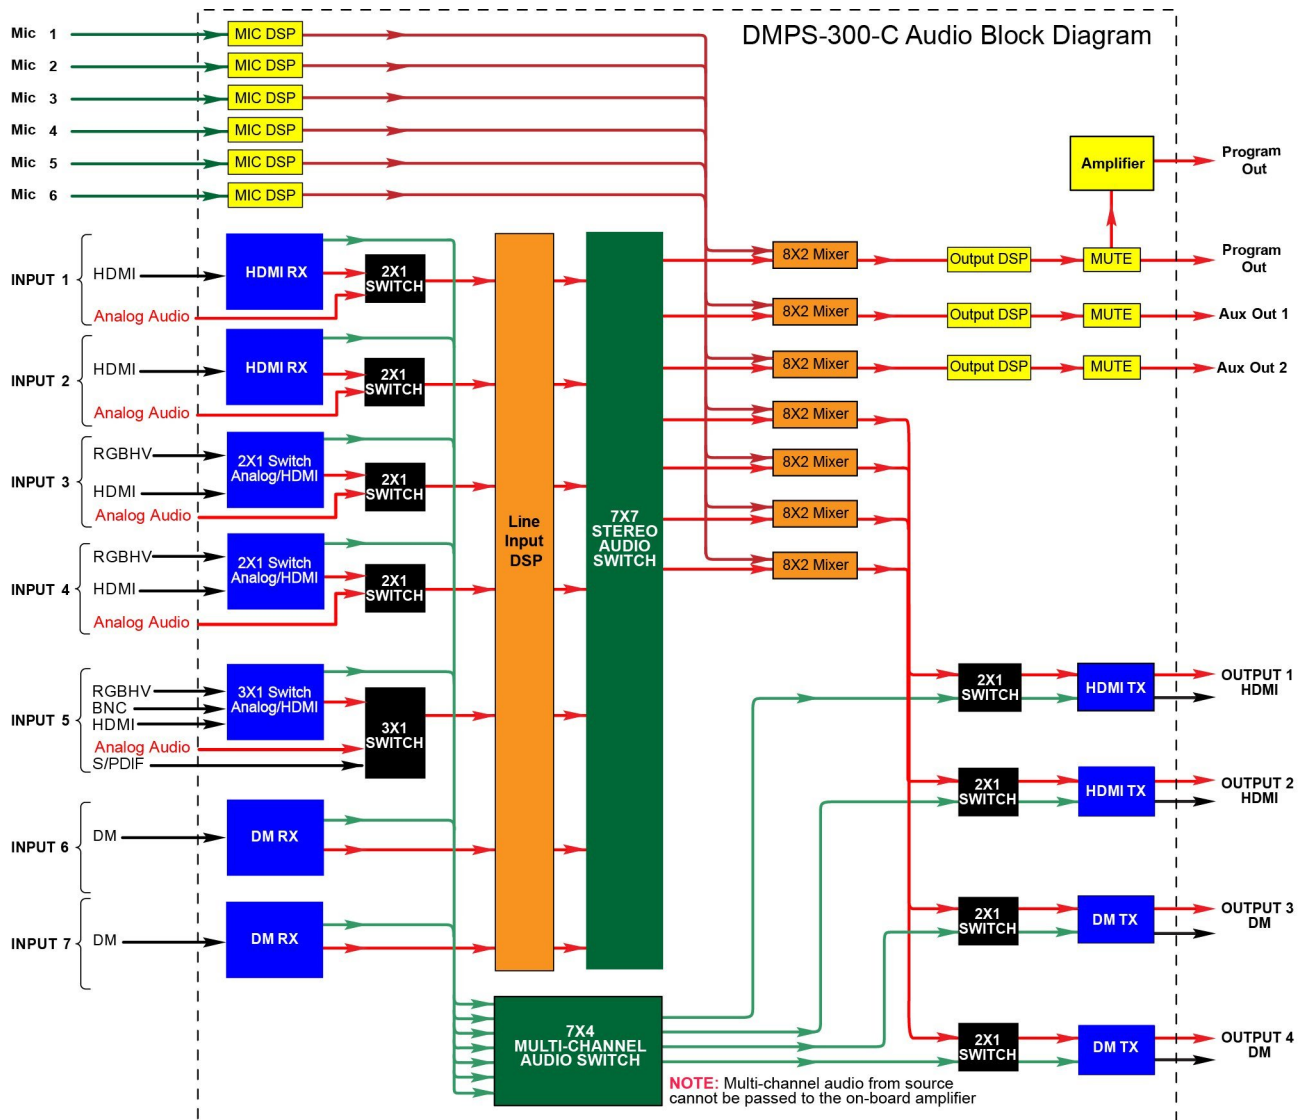 DMPS-300-C Audio Block Diagram
Mic 1
MIC DSP
Mic 2
MIC DSP
Mic 3
MIC DSP
Mic 4
MIC DSP
Mic 5
MIC DSP
Mic 6
MIC DSP
Amplifier
Program
Out
INPUT 1
HDMI
Analog Audio
HDMI RX
2X1
SWITCH
8X2 Mixer
Output DSP
MUTE
Program
Out
8X2 Mixer
Output DSP
MUTE
Aux Out 1
INPUT 2
HDMI
Analog Audio
HDMI RX
2X1
SWITCH
8X2 Mixer
Output DSP
MUTE
Aux Out 2
8X2 Mixer
INPUT 3
RGBHV
HDMI
Analog Audio
2X1 Switch
Analog/HDMI
2X1
SWITCH
8X2 Mixer
Line
Input
DSP
7X7
STEREO
AUDIO
SWITCH
8X2 Mixer
INPUT 4
RGBHV
HDMI
Analog Audio
2X1 Switch
Analog/HDMI
2X1
SWITCH
8X2 Mixer
INPUT 5
RGBHV
BNC
HDMI
Analog Audio
S/PDIF
3X1 Switch
Analog/HDMI
3X1
SWITCH
2X1
SWITCH
HDMI TX
OUTPUT 1
HDMI
2X1
SWITCH
HDMI TX
OUTPUT 2
HDMI
INPUT 6
DM
DM RX
INPUT 7
DM
DM RX
2X1
SWITCH
DM TX
OUTPUT 3
DM
7X4
MULTI-CHANNEL
AUDIO SWITCH
2X1
SWITCH
DM TX
OUTPUT 4
DM
NOTE: Multi-channel audio from source
cannot be passed to the on-board amplifier